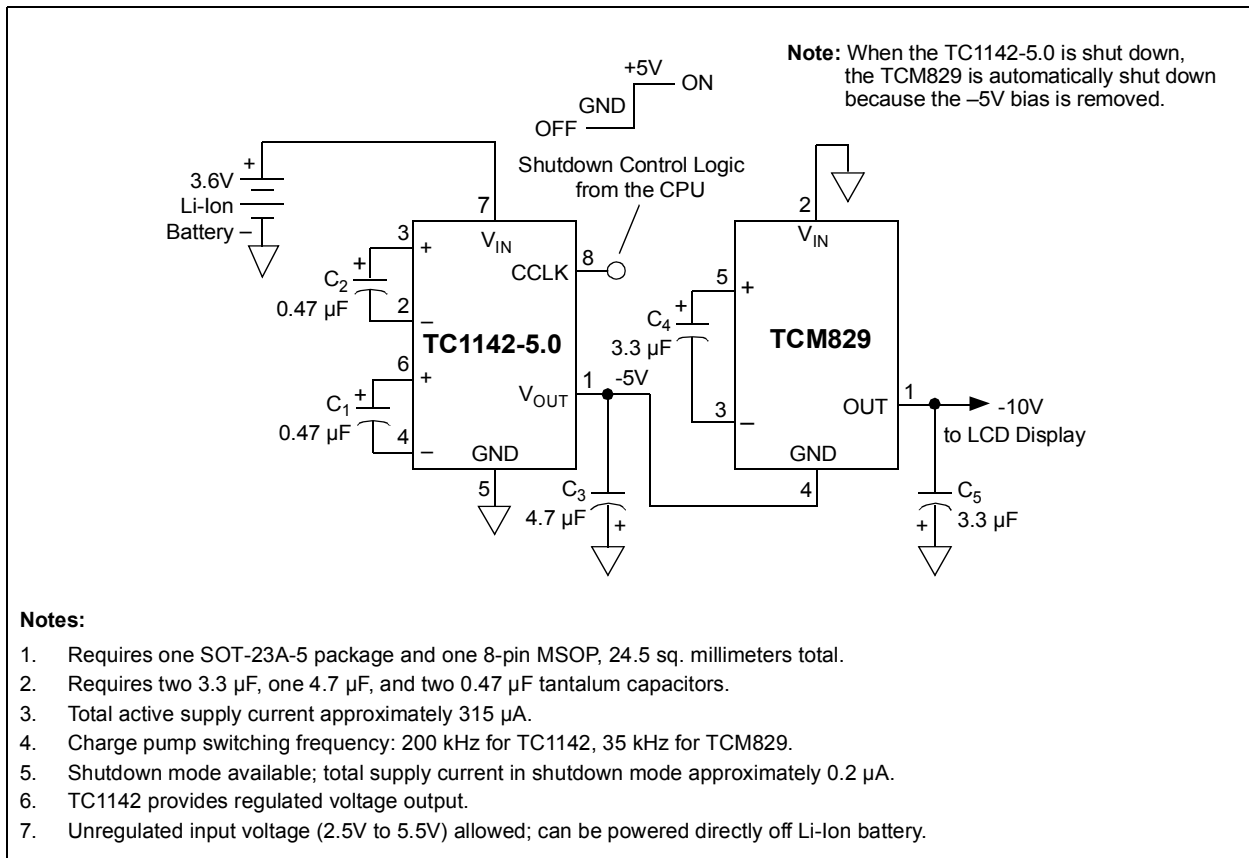 Note: When the TC1142-5.0 is shut down,
the TCM829 is automatically shut down
because the –5V bias is removed.
+5V
ON
GND
OFF
Shutdown Control Logic
from the CPU
+
3.6V
Li-Ion
Battery –
7
VIN
3
+
+
C2
0.47 µF
2
–
8
CCLK
TC1142-5.0
6
+
+
C1
0.47 µF
4
–
1
VOUT
-5V
GND
5
C3
4.7 µF
+
2
VIN
5
+
+
C4
3.3 µF
TCM829
3
–
1
OUT
-10V
to LCD Display
GND
4
C5
3.3 µF
+
Notes:
1. Requires one SOT-23A-5 package and one 8-pin MSOP, 24.5 sq. millimeters total.
2. Requires two 3.3 µF, one 4.7 µF, and two 0.47 µF tantalum capacitors.
3. Total active supply current approximately 315 µA.
4. Charge pump switching frequency: 200 kHz for TC1142, 35 kHz for TCM829.
5. Shutdown mode available; total supply current in shutdown mode approximately 0.2 µA.
6. TC1142 provides regulated voltage output.
7. Unregulated input voltage (2.5V to 5.5V) allowed; can be powered directly off Li-Ion battery.